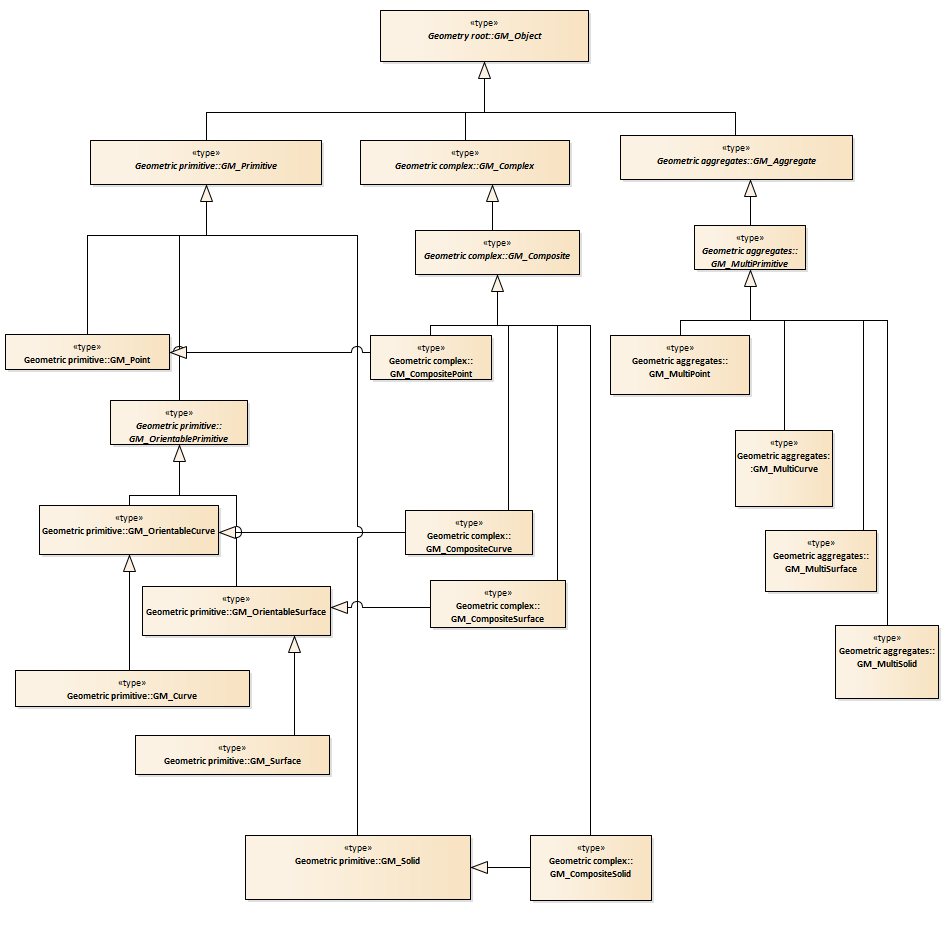 «type»
Geometry root::GM_Object
«type»
Geometric primitive::GM_Primitive
«type»
Geometric complex::GM_Complex
«type»
Geometric aggregates::GM_Aggregate
«type»
Geometric complex::GM_Composite
«type»
Geometric aggregates::
GM_MultiPrimitive
«type»
Geometric primitive::GM_Point
«type»
Geometric complex::
GM_CompositePoint
«type»
Geometric aggregates::
GM_MultiPoint
«type»
Geometric primitive::
GM_OrientablePrimitive
«type»
Geometric aggregates:
:GM_MultiCurve
«type»
Geometric primitive::GM_OrientableCurve
«type»
Geometric complex::
GM_CompositeCurve
«type»
Geometric aggregates::
GM_MultiSurface
«type»
Geometric primitive::GM_OrientableSurface
«type»
Geometric complex::
GM_CompositeSurface
«type»
Geometric aggregates::
GM_MultiSolid
«type»
Geometric primitive::GM_Curve
«type»
Geometric primitive::GM_Surface
«type»
Geometric primitive::GM_Solid
«type»
Geometric complex::
GM_CompositeSolid